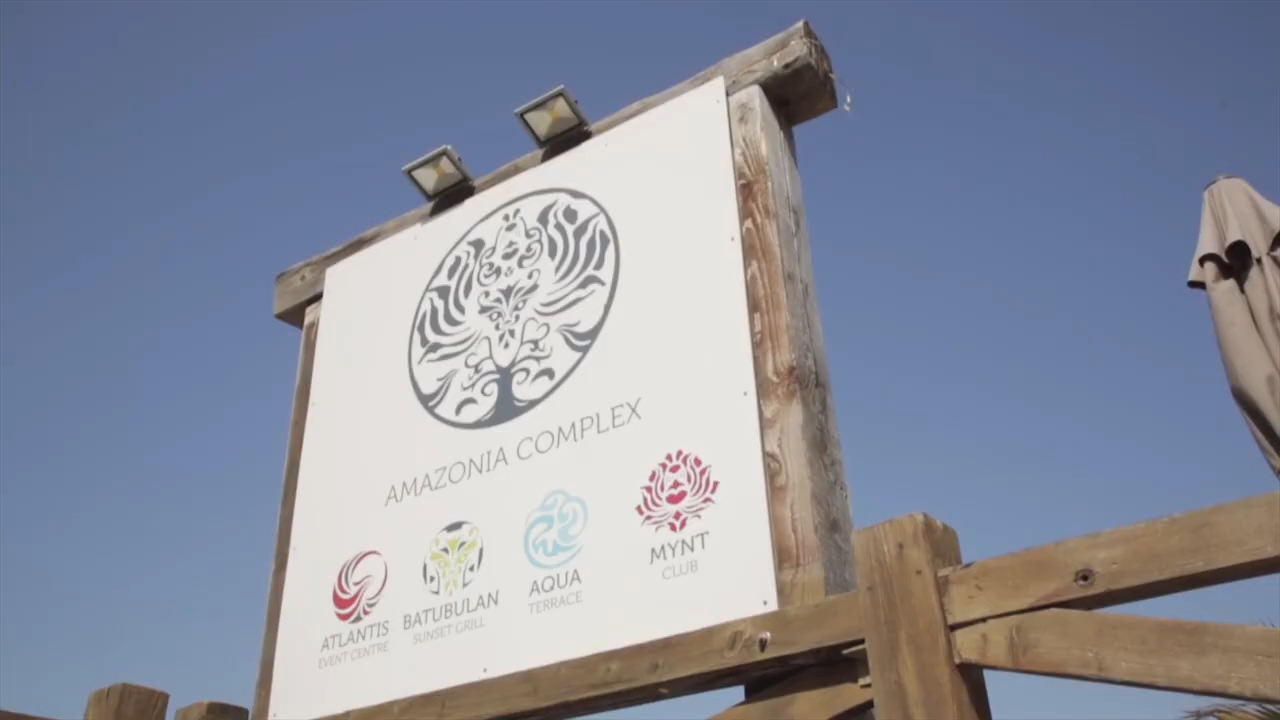 AMAZONIA COMPLEX
ATLANTIS
EVENT CENTRE
BATUBULAN
SUNSET GRILL
AQUA
TERRACE
MYNT
CLUB